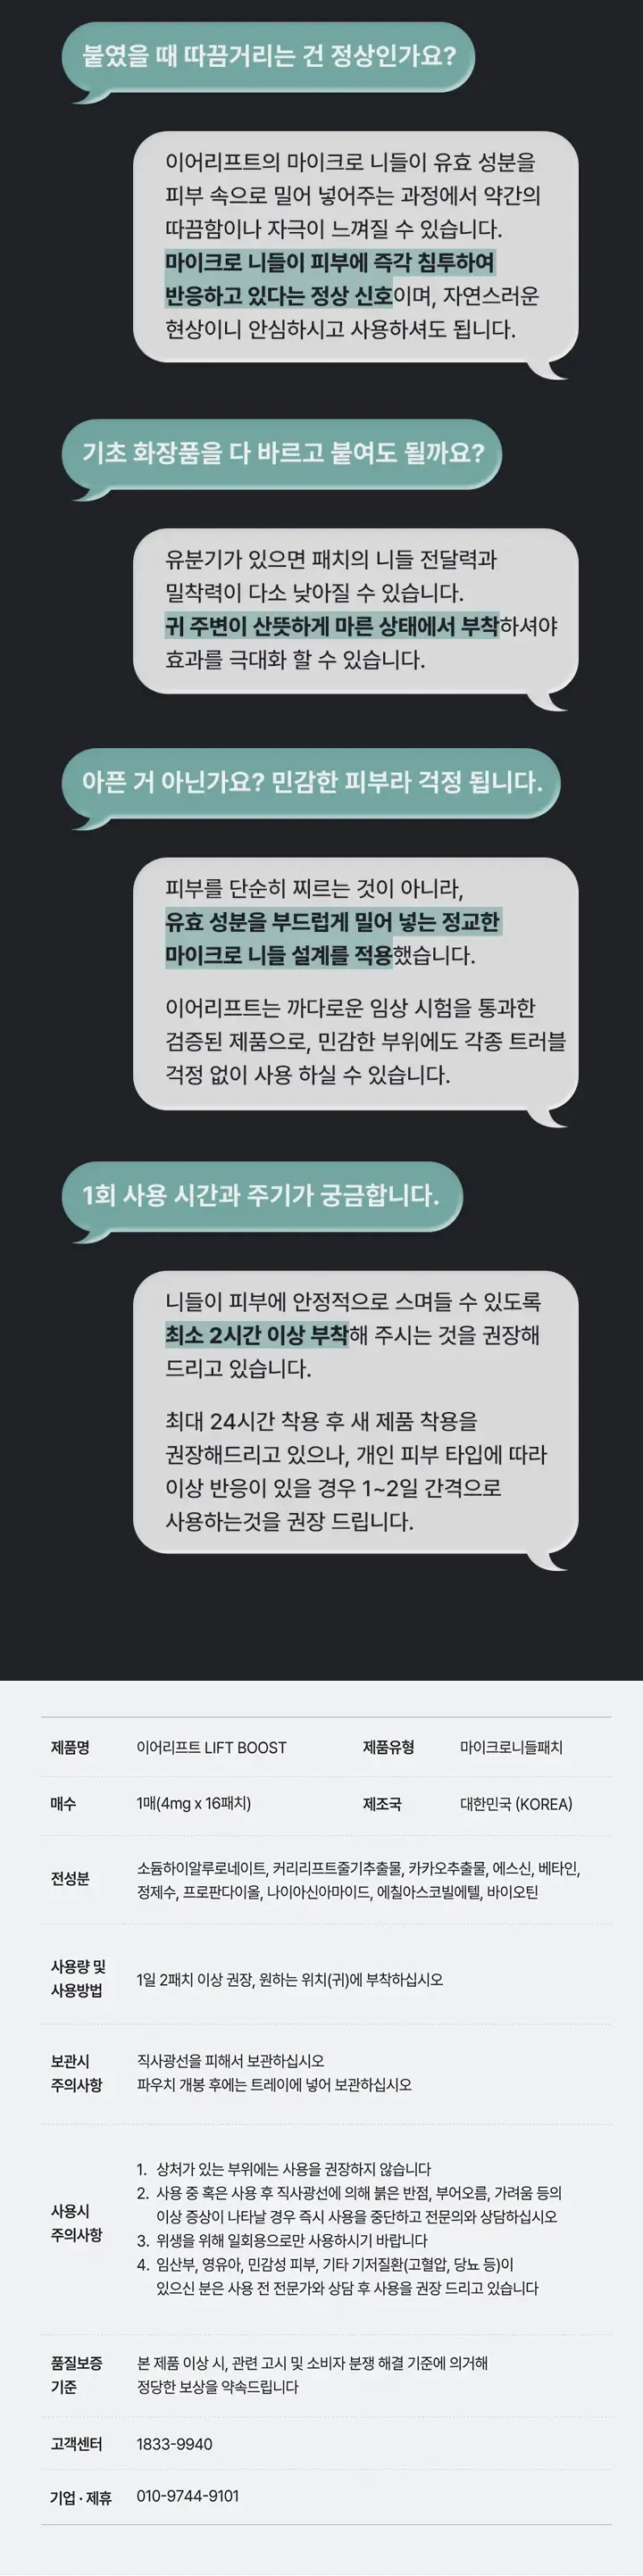 붙였을 때 따끔거리는 건 정상인가요?
이어리프트의 마이크로 니들이 유효 성분을
피부 속으로 밀어 넣어주는 과정에서 약간의
따끔함이나 자극이 느껴질 수 있습니다.
마이크로 니들이 피부에 즉각 침투하여
반응하고 있다는 정상 신호이며, 자연스러운
현상이니 안심하시고 사용하셔도 됩니다.
기초 화장품을 다 바르고 붙여도 될까요?
유분기가 있으면 패치의 니들 전달력과
밀착력이 다소 낮아질 수 있습니다.
귀 주변이 산뜻하게 마른 상태에서 부착하셔야
효과를 극대화 할 수 있습니다.
아픈 거 아닌가요? 민감한 피부라 걱정 됩니다.
피부를 단순히 찌르는 것이 아니라,
유효 성분을 부드럽게 밀어 넣는 정교한
마이크로 니들 설계를 적용했습니다.
이어리프트는 까다로운 임상 시험을 통과한
검증된 제품으로, 민감한 부위에도 각종 트러블
걱정 없이 사용 하실 수 있습니다.
1회 사용 시간과 주기가 궁금합니다.
니들이 피부에 안정적으로 스며들 수 있도록
최소 2시간 이상 부착해 주시는 것을 권장해
드리고 있습니다.
최대 24시간 착용 후 새 제품 착용을
권장해드리고 있으나, 개인 피부 타입에 따라
이상 반응이 있을 경우 1~2일 간격으로
사용하는것을 권장 드립니다.
제품명 이어리프트 LIFT BOOST 제품유형 마이크로니들패치
매수 1매(4mg x 16패치) 제조국 대한민국 (KOREA)
전성분 소듐하이알루로네이트, 커리리프트줄기추출물, 카카오추출물, 에스신, 베타인,
정제수, 프로판다이올, 나이아신아마이드, 에칠아스코빌에텔, 바이오틴
사용량 및
사용방법
1일 2패치 이상 권장, 원하는 위치(귀)에 부착하십시오
보관시
주의사항
직사광선을 피해서 보관하십시오
파우치 개봉 후에는 트레이에 넣어 보관하십시오
사용시
주의사항
1. 상처가 있는 부위에는 사용을 권장하지 않습니다
2. 사용 중 혹은 사용 후 직사광선에 의해 붉은 반점, 부어오름, 가려움 등의
이상 증상이 나타날 경우 즉시 사용을 중단하고 전문의와 상담하십시오
3. 위생을 위해 일회용으로만 사용하시기 바랍니다
4. 임산부, 영유아, 민감성 피부, 기타 기저질환(고혈압, 당뇨 등)이
있으신 분은 사용 전 전문가와 상담 후 사용을 권장 드리고 있습니다
품질보증
기준
본 제품 이상 시, 관련 고시 및 소비자 분쟁 해결 기준에 의거해
정당한 보상을 약속드립니다
고객센터 1833-9940
기업 · 제휴 010-9744-9101